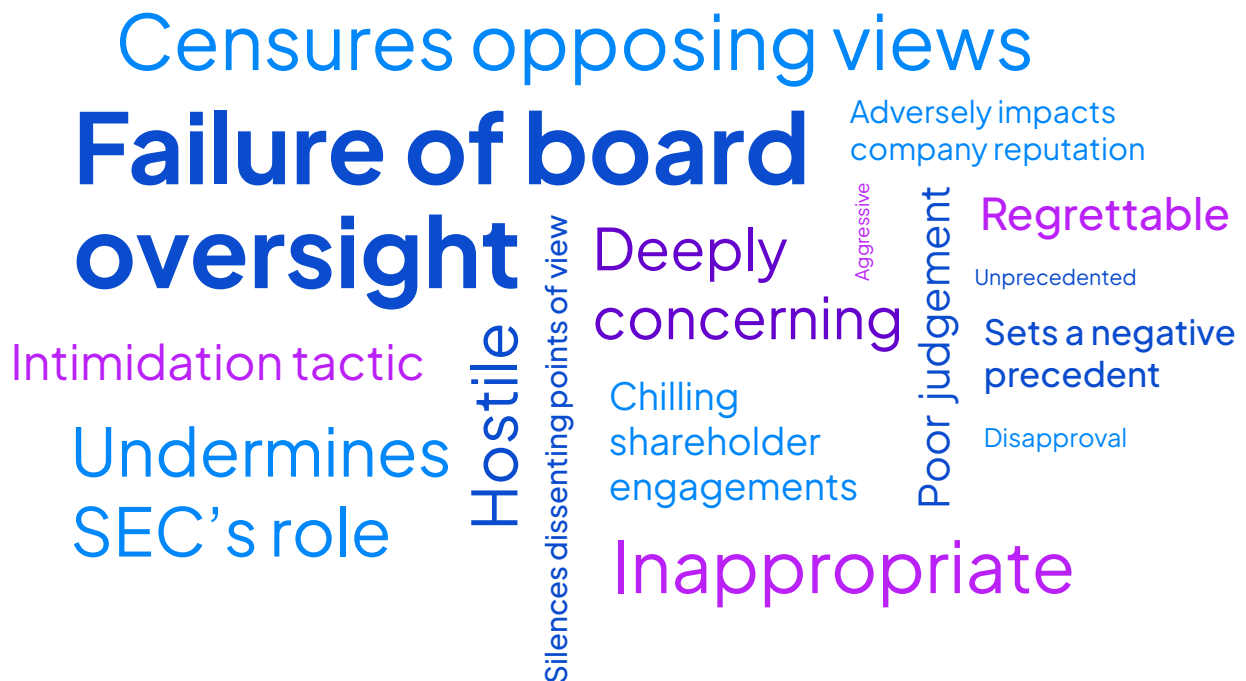 Censures opposing views
Failure of board
oversight
Adversely impacts
company reputation
Aggressive
Poor judgement
Regrettable
Unprecedented
Sets a negative
precedent
Disapproval
Deeply
concerning
Silences dissenting points of view
Hostile
Intimidation tactic
Undermines
SEC’s role
Chilling
shareholder
engagements
Inappropriate